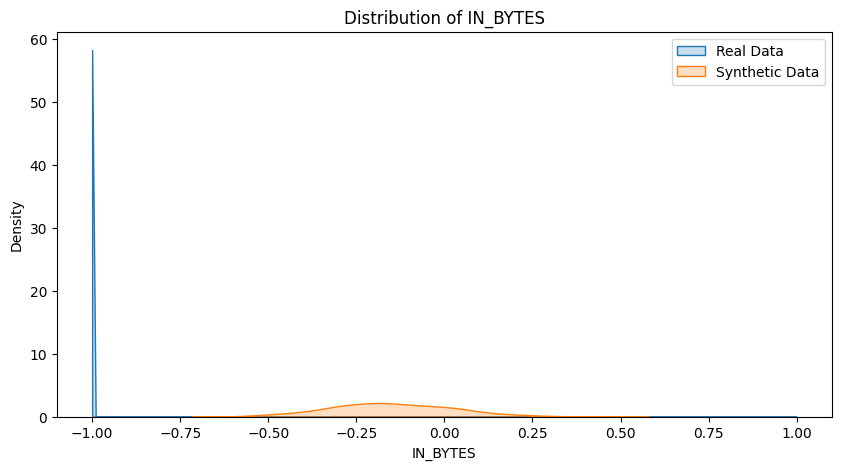 Distribution of IN_BYTES
Real Data
Synthetic Data
60
50
40
30
20
10
0
Density
−1.00 −0.75 −0.50 −0.25 0.00 0.25 0.50 0.75 1.00
IN_BYTES